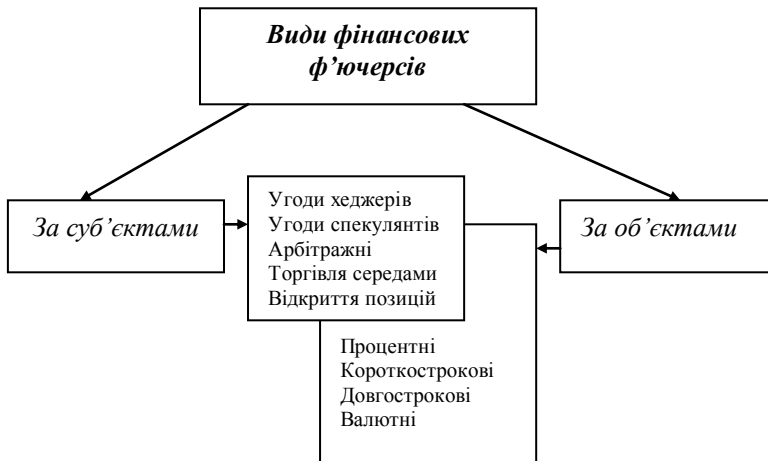 Види фінансових
ф’ючерсів
За суб’єктами
Угоди хеджерів
Угоди спекулянтів
Арбітражні
Торгівля середами
Відкриття позицій
За об’єктами
Процентні
Короткострокові
Довгострокові
Валютні